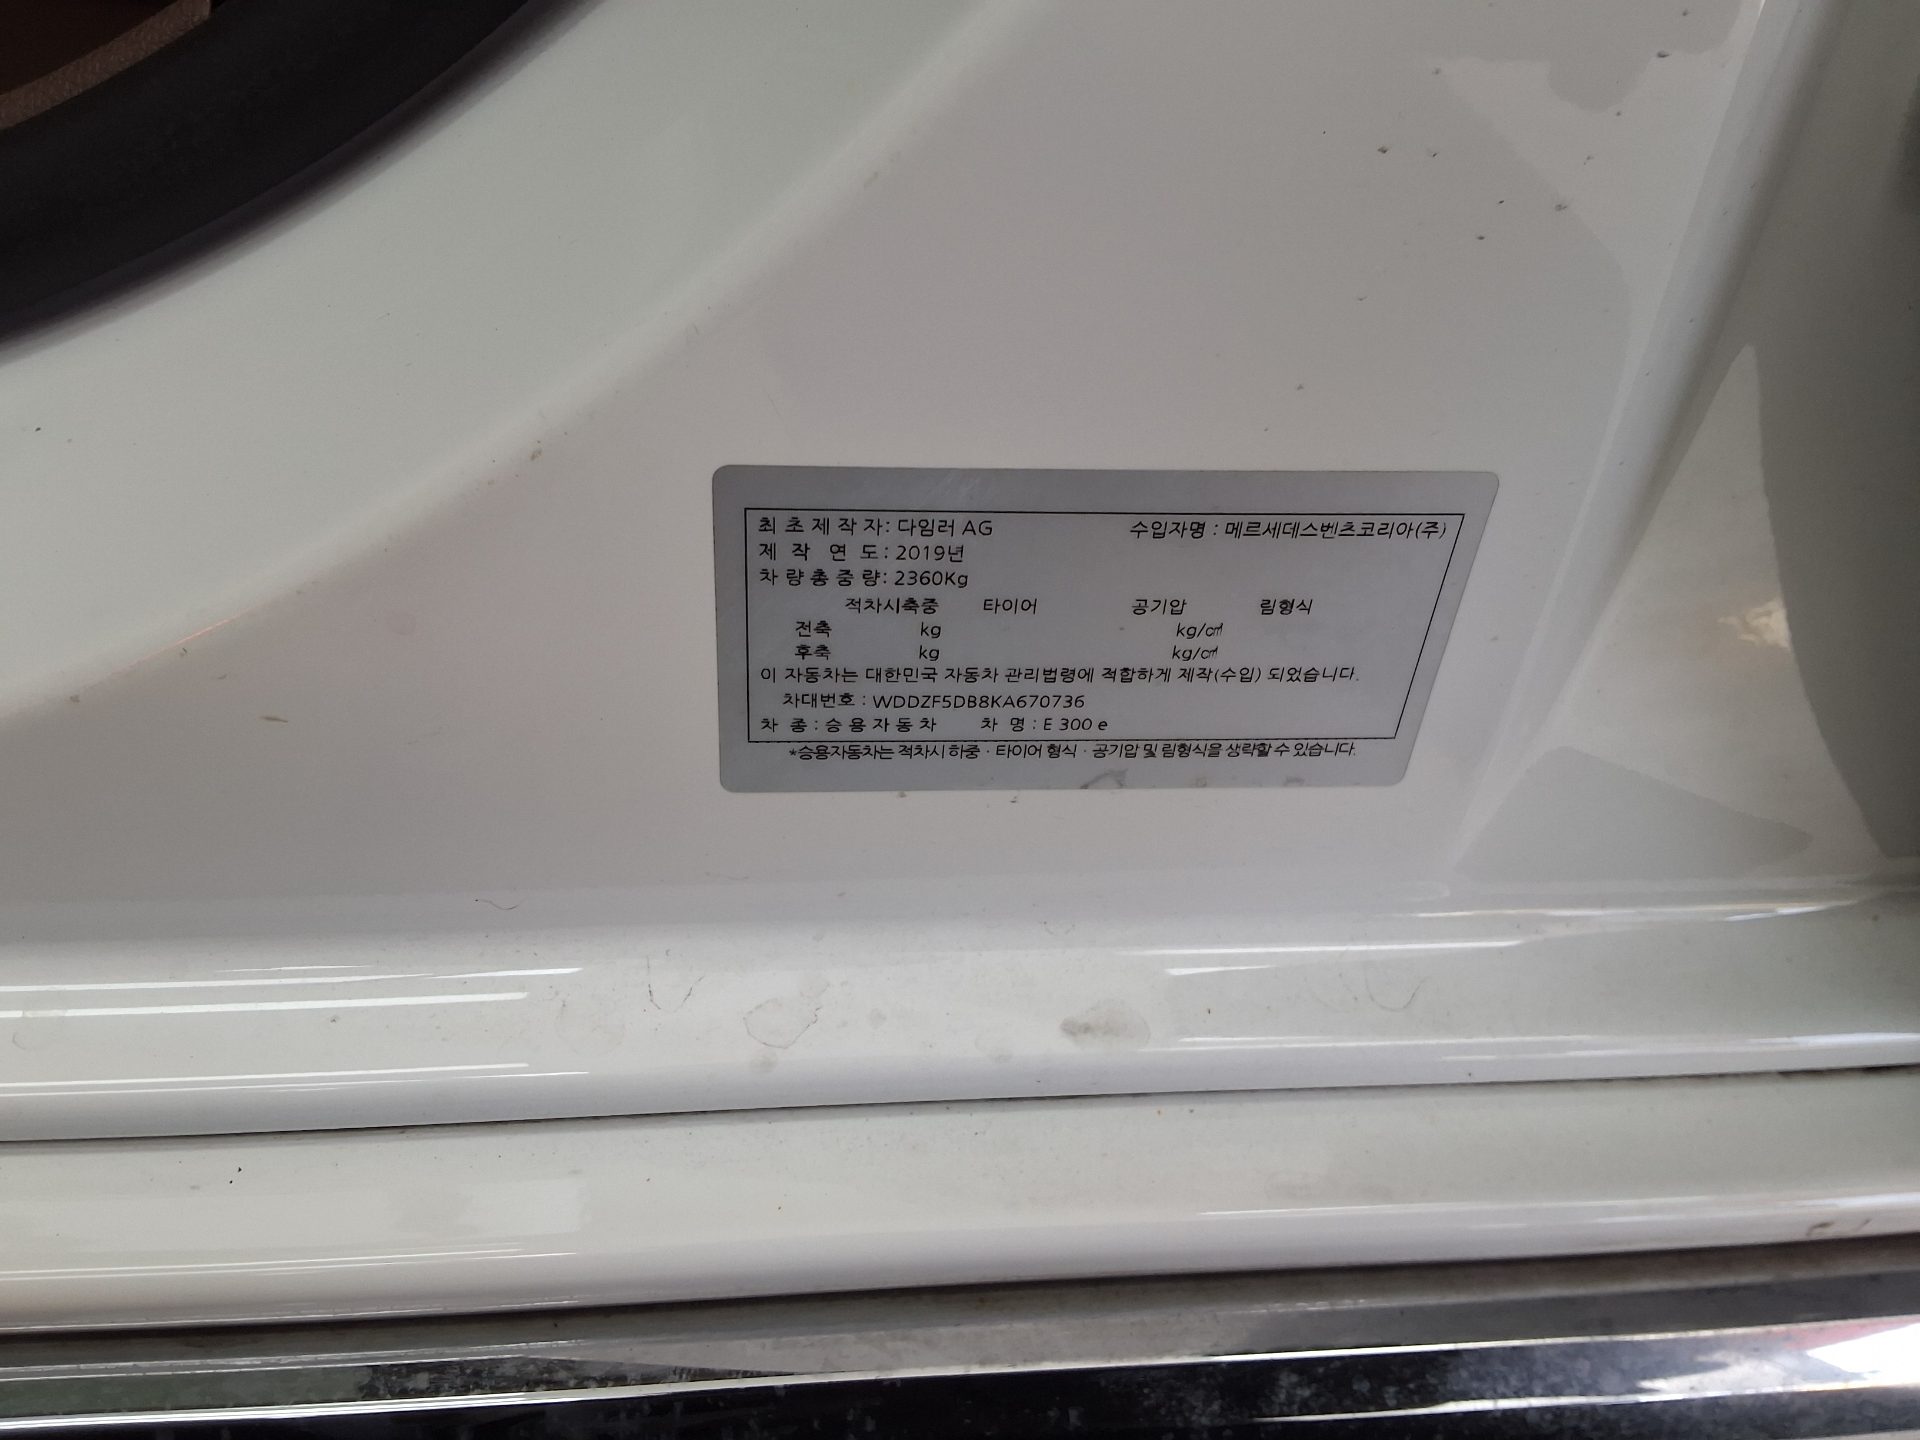 최 초 제 작 자: 다임러 AG 수입자명 : 메르세데스벤츠코리아(주)
제 작 연 도: 2019년
차 량 총 중 량: 2360Kg
적차시축중 타이어 공기압 림형식
전축 kg kg/㎠
후축 kg kg/㎠
이 자동차는 대한민국 자동차 관리법령에 적합하게 제작(수입) 되었습니다.
차대번호 : WDDZF5DB8KA670736
차 종 : 승 용 자 동 차 차 명 : E 300 e
*승용자동차는 적차시 하중 · 타이어 형식 · 공기압 및 림형식을 생략할 수 있습니다.